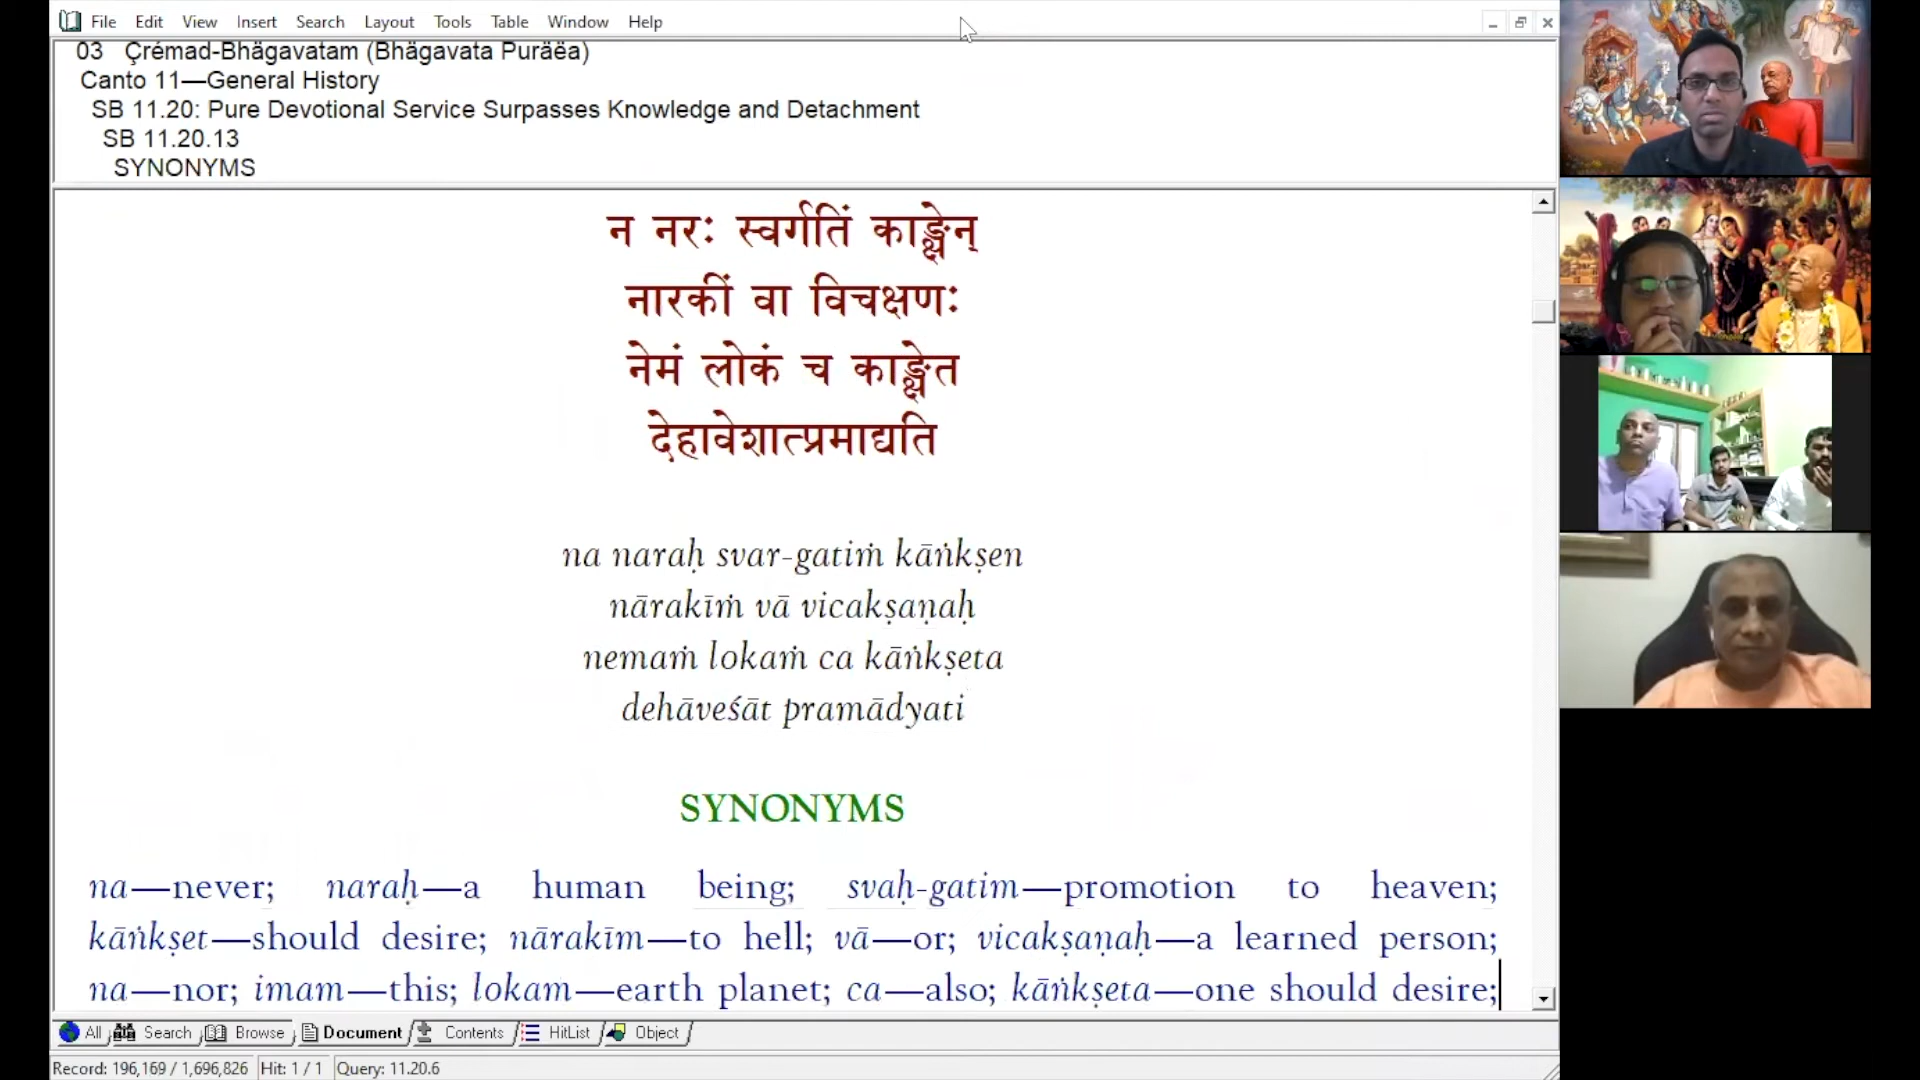 File Edit View Insert Search Layout Tools Table Window Help
03 Çrémad-Bhägavatam (Bhägavata Puräëa)
Canto 11—General History
SB 11.20: Pure Devotional Service Surpasses Knowledge and Detachment
SB 11.20.13
SYNONYMS
न नरः स्वर्गतिं काङ्क्षेन्
नारकीं वा विचक्षणः
नेमं लोकं च काङ्क्षेत
देहावेशात्प्रमाद्यति
na naraḥ svar-gatiṁ kāṅkṣen
nārakīṁ vā vicakṣaṇaḥ
nemaṁ lokaṁ ca kāṅkṣeta
dehāveśāt pramādyati
SYNONYMS
na—never; naraḥ—a human being; svaḥ-gatim—promotion to heaven;
kāṅkṣet—should desire; nārakīm—to hell; vā—or; vicakṣaṇaḥ—a learned person;
na—nor; imam—this; lokam—earth planet; ca—also; kāṅkṣeta—one should desire;
All Search Browse Document Contents HitList Object
Record: 196,169 / 1,696,826 Hit: 1 / 1 Query: 11.20.6